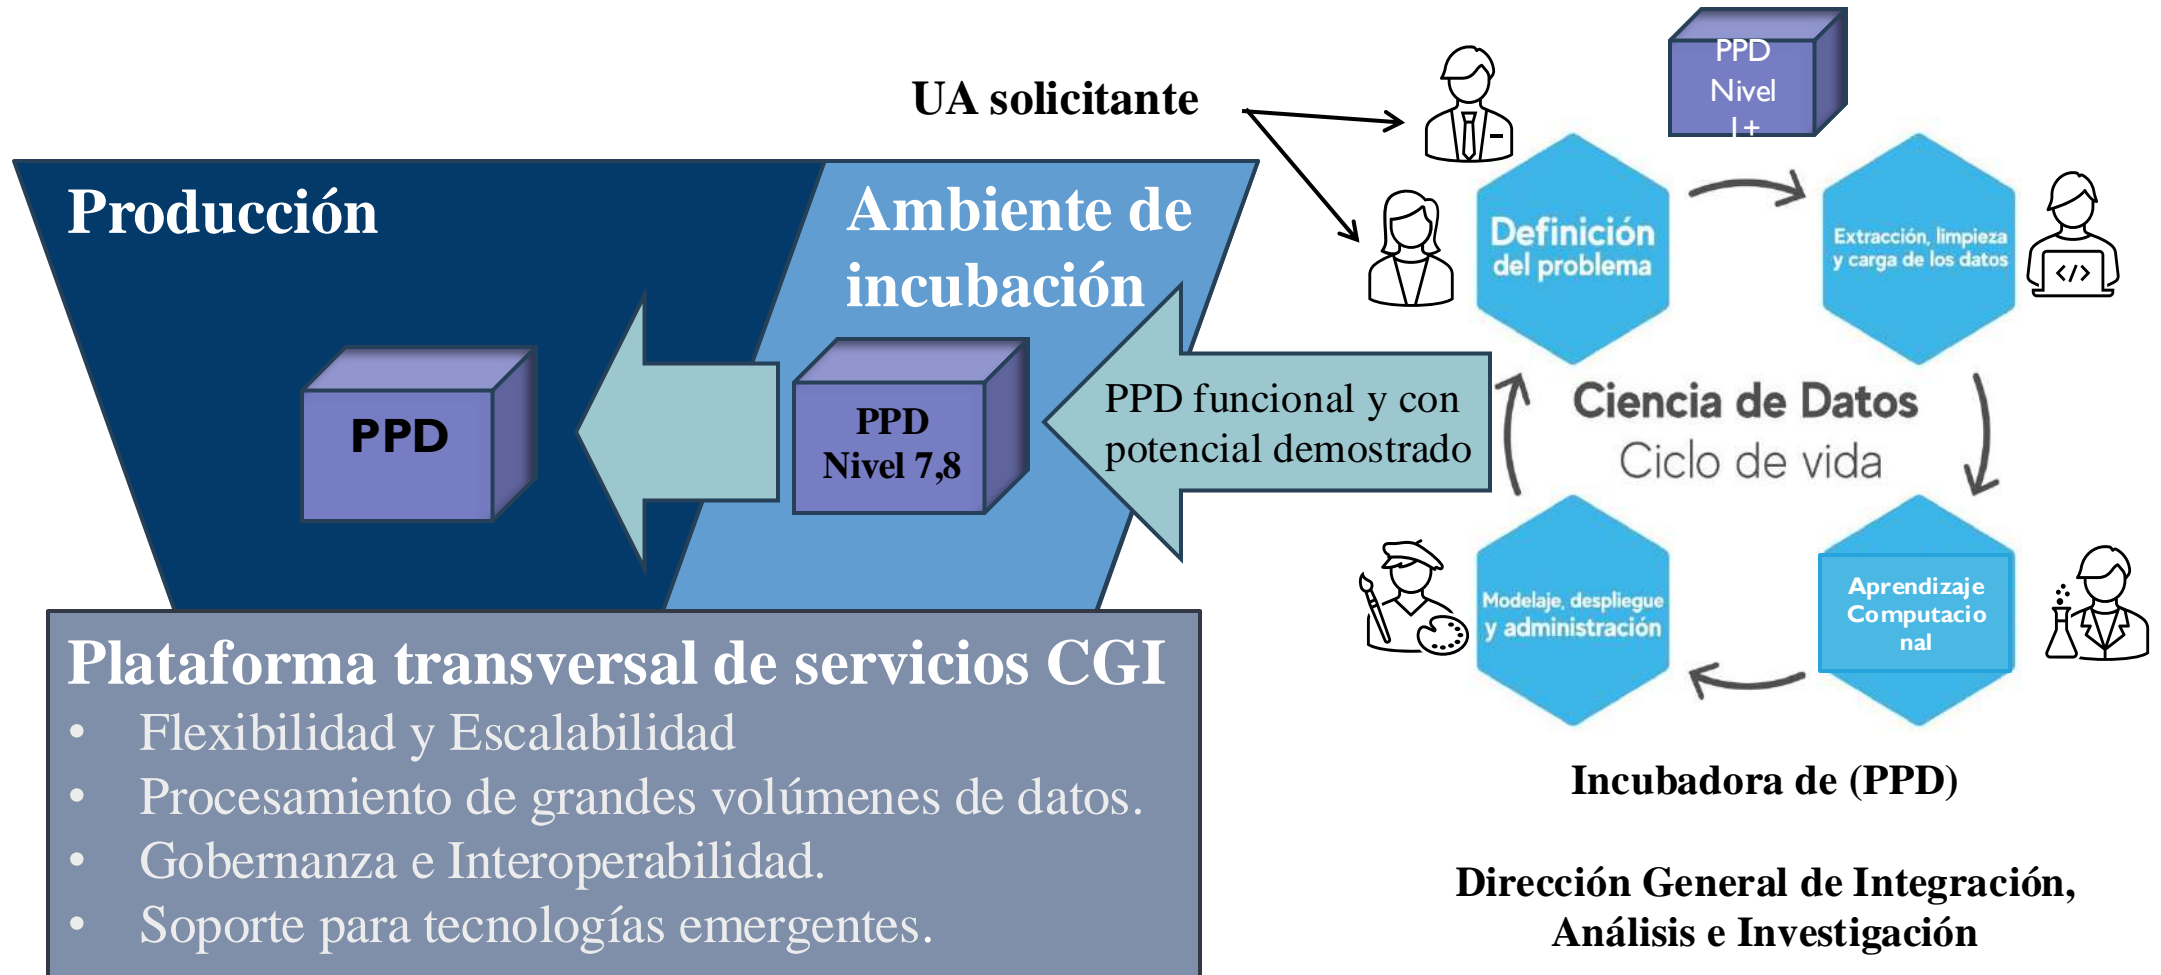 UA solicitante
PPD
Nivel
1+
Producción
Ambiente de
incubación
PPD
PPD
Nivel 7,8
PPD funcional y con
potencial demostrado
Definición
del problema
Extracción, limpieza
y carga de los datos
</>
Ciencia de Datos
Ciclo de vida
Modelaje, despliegue
y administración
Aprendizaje
Computacio
nal
Plataforma transversal de servicios CGI
• Flexibilidad y Escalabilidad
• Procesamiento de grandes volúmenes de datos.
• Gobernanza e Interoperabilidad.
• Soporte para tecnologías emergentes.
Incubadora de (PPD)
Dirección General de Integración,
Análisis e Investigación